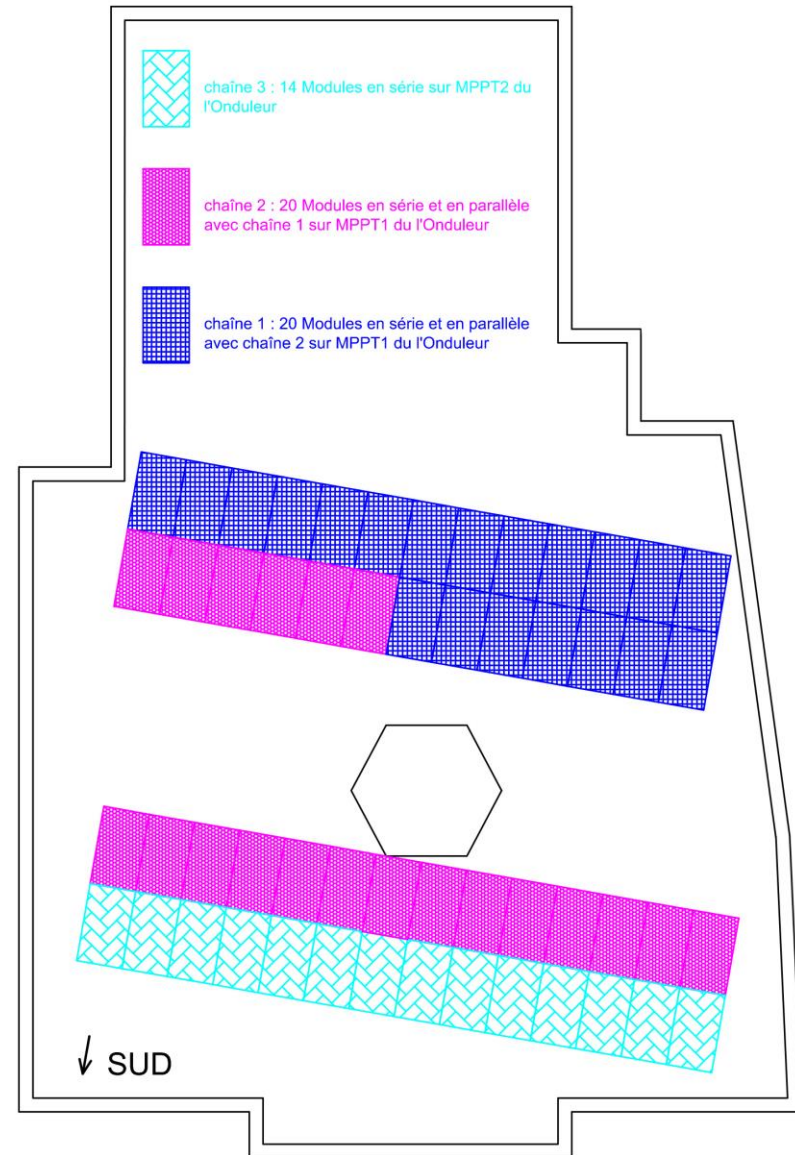 chaîne 3 : 14 Modules en série sur MPPT2 du
l'Onduleur
chaîne 2 : 20 Modules en série et en parallèle
avec chaîne 1 sur MPPT1 du l'Onduleur
chaîne 1 : 20 Modules en série et en parallèle
avec chaîne 2 sur MPPT1 du l'Onduleur
SUD